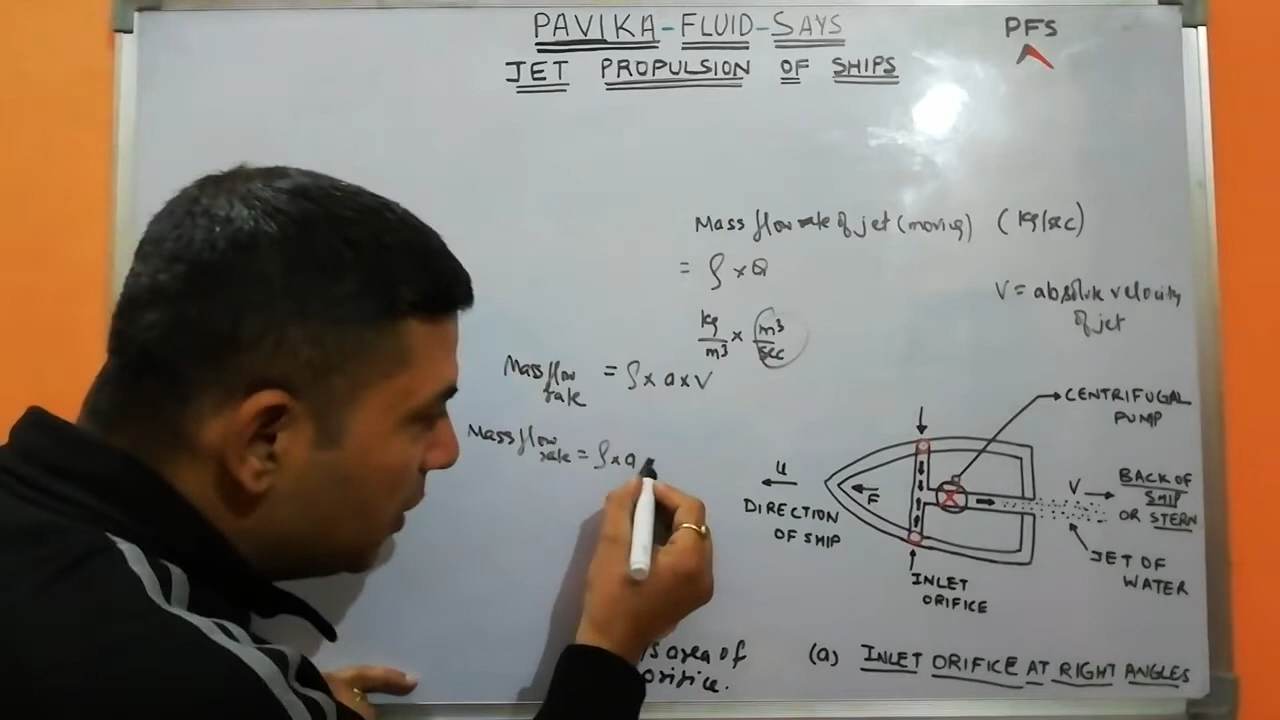 PAVIKA-FLUID-SAYS
PFS
JET PROPULSION OF SHIPS
Mass flow rate of jet (moving) (kg/sec)
= ρ × Q
kg/m³ × m³/sec
V = absolute velocity
of jet
Mass flow
rate = ρ × a × V
Mass flow
rate = ρ × a
CENTRIFUGAL
PUMP
u
DIRECTION
OF SHIP
F
V
BACK OF
SHIP
OR STERN
JET OF
WATER
INLET
ORIFICE
is area of
orifice.
(a) INLET ORIFICE AT RIGHT ANGLES